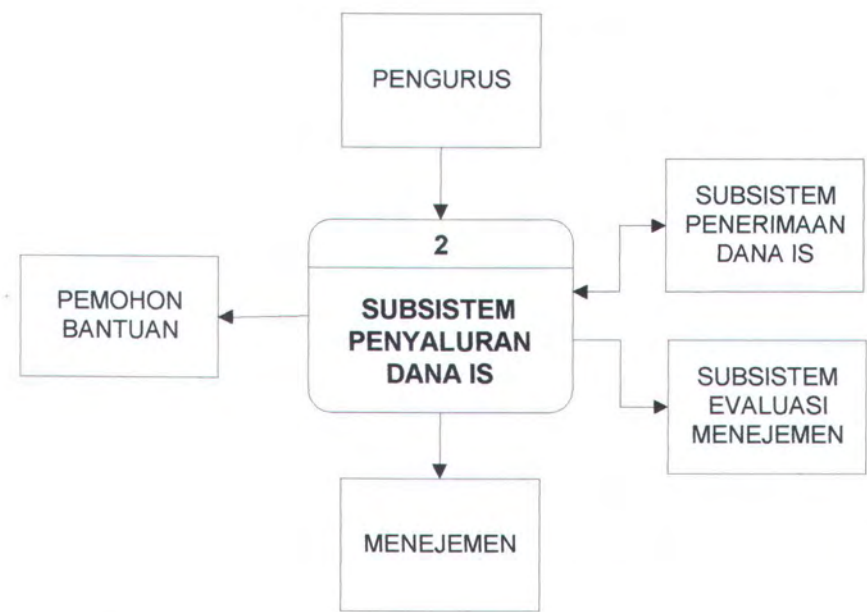 PENGURUS
SUBSISTEM
PENERIMAAN
DANA IS
2
SUBSISTEM
PENYALURAN
DANA IS
PEMOHON
BANTUAN
SUBSISTEM
EVALUASI
MENEJEMEN
MENEJEMEN